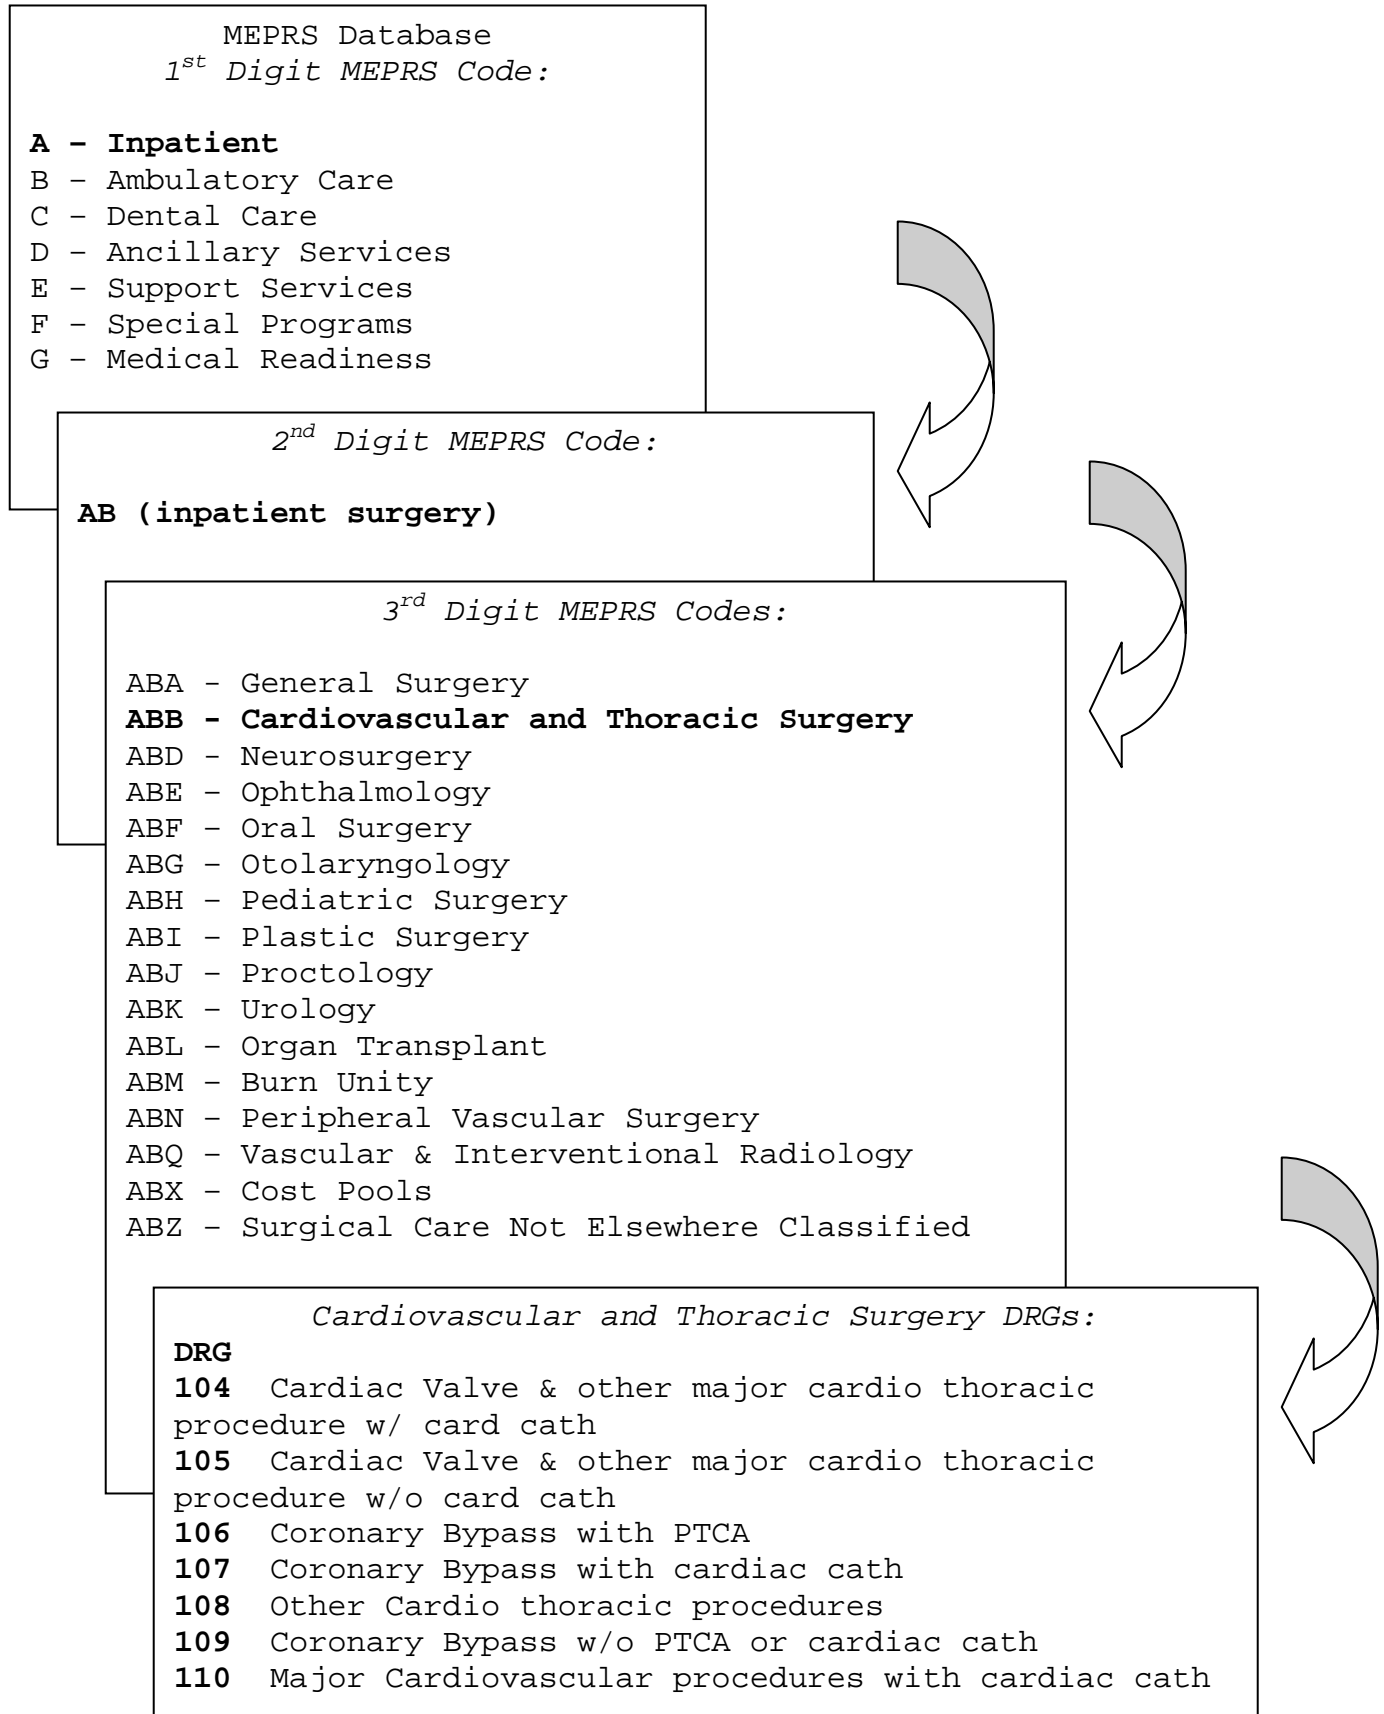 MEPRS Database
1st Digit MEPRS Code:
A – Inpatient
B – Ambulatory Care
C – Dental Care
D – Ancillary Services
E – Support Services
F – Special Programs
G – Medical Readiness
2nd Digit MEPRS Code:
AB (inpatient surgery)
3rd Digit MEPRS Codes:
ABA - General Surgery
ABB - Cardiovascular and Thoracic Surgery
ABD - Neurosurgery
ABE – Ophthalmology
ABF – Oral Surgery
ABG – Otolaryngology
ABH – Pediatric Surgery
ABI – Plastic Surgery
ABJ – Proctology
ABK – Urology
ABL – Organ Transplant
ABM – Burn Unity
ABN – Peripheral Vascular Surgery
ABQ – Vascular & Interventional Radiology
ABX – Cost Pools
ABZ – Surgical Care Not Elsewhere Classified
Cardiovascular and Thoracic Surgery DRGs:
DRG
104 Cardiac Valve & other major cardio thoracic
procedure w/ card cath
105 Cardiac Valve & other major cardio thoracic
procedure w/o card cath
106 Coronary Bypass with PTCA
107 Coronary Bypass with cardiac cath
108 Other Cardio thoracic procedures
109 Coronary Bypass w/o PTCA or cardiac cath
110 Major Cardiovascular procedures with cardiac cath